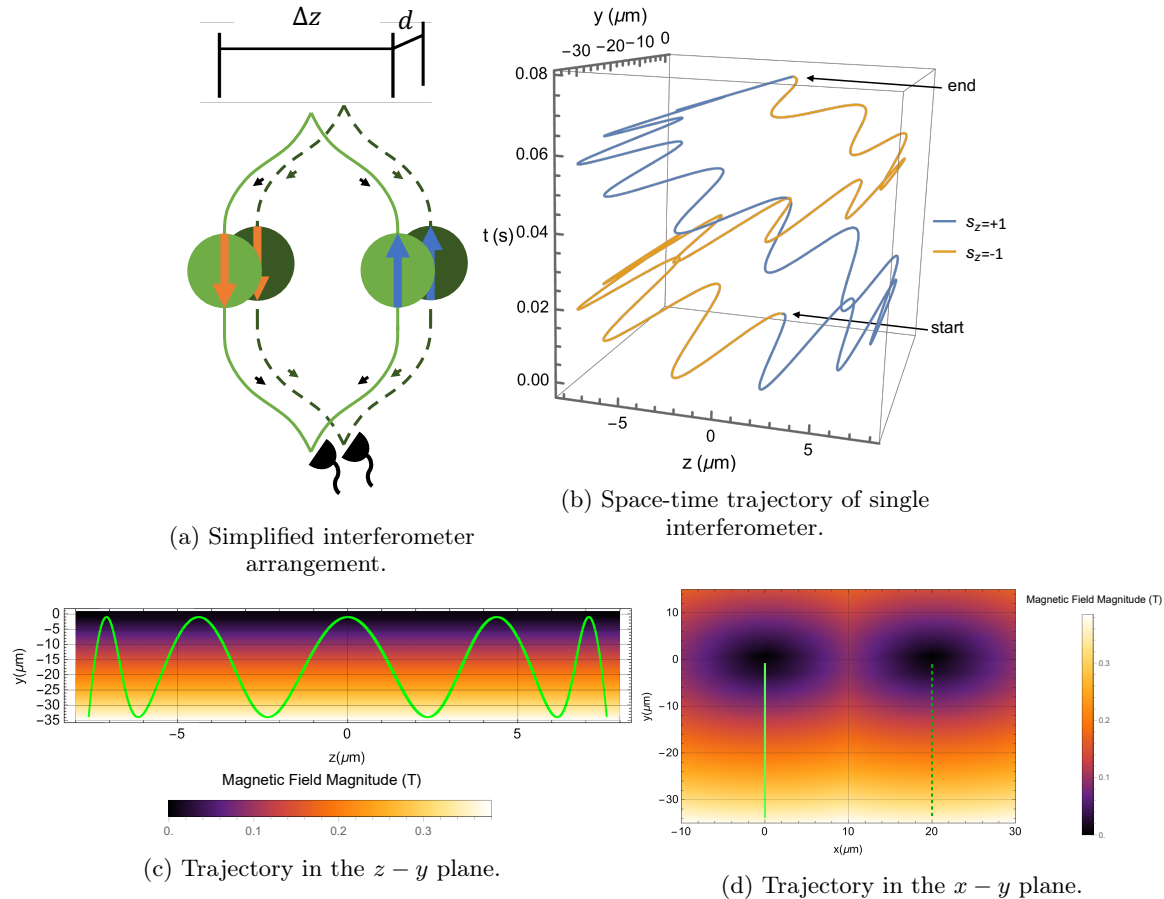 Δz
d
(a) Simplified interferometer
arrangement.
y (μm)
−30 −20 −10 0
0.08
0.06
t (s) 0.04
0.02
0.00
−5
0
5
z (μm)
end
start
s_z=+1
s_z=-1
(b) Space-time trajectory of single
interferometer.
y(μm)
0
−5
−10
−15
−20
−25
−30
−35
−5
0
5
z(μm)
Magnetic Field Magnitude (T)
0. 0.1 0.2 0.3
(c) Trajectory in the z − y plane.
y(μm)
10
0
−10
−20
−30
−10 0 10 20 30
x(μm)
Magnetic Field Magnitude (T)
0.3
0.2
0.1
0.
(d) Trajectory in the x − y plane.